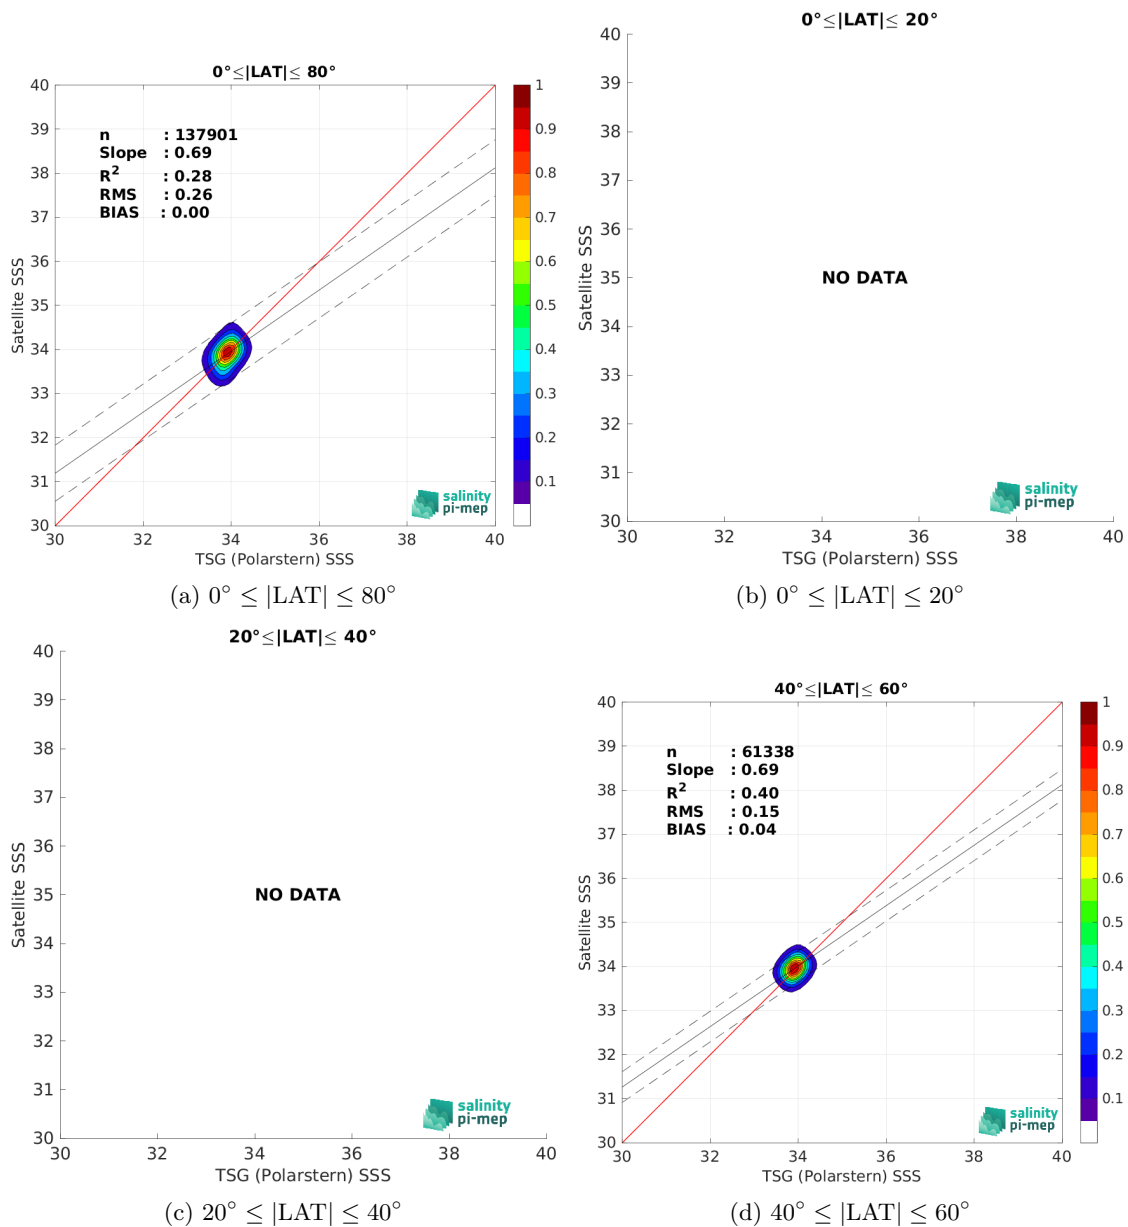 0°≤|LAT|≤ 80°
40
39
38
37
36
35
34
33
32
31
30
Satellite SSS
n : 137901
Slope : 0.69
R² : 0.28
RMS : 0.26
BIAS : 0.00
salinity
pi-mep
30 32 34 36 38 40
TSG (Polarstern) SSS
1
0.9
0.8
0.7
0.6
0.5
0.4
0.3
0.2
0.1
(a) 0° ≤ |LAT| ≤ 80°
0°≤|LAT|≤ 20°
40
39
38
37
36
35
34
33
32
31
30
Satellite SSS
NO DATA
salinity
pi-mep
30 32 34 36 38 40
TSG (Polarstern) SSS
(b) 0° ≤ |LAT| ≤ 20°
20°≤|LAT|≤ 40°
40
39
38
37
36
35
34
33
32
31
30
Satellite SSS
NO DATA
salinity
pi-mep
30 32 34 36 38 40
TSG (Polarstern) SSS
(c) 20° ≤ |LAT| ≤ 40°
40°≤|LAT|≤ 60°
40
39
38
37
36
35
34
33
32
31
30
Satellite SSS
n : 61338
Slope : 0.69
R² : 0.40
RMS : 0.15
BIAS : 0.04
salinity
pi-mep
30 32 34 36 38 40
TSG (Polarstern) SSS
1
0.9
0.8
0.7
0.6
0.5
0.4
0.3
0.2
0.1
(d) 40° ≤ |LAT| ≤ 60°